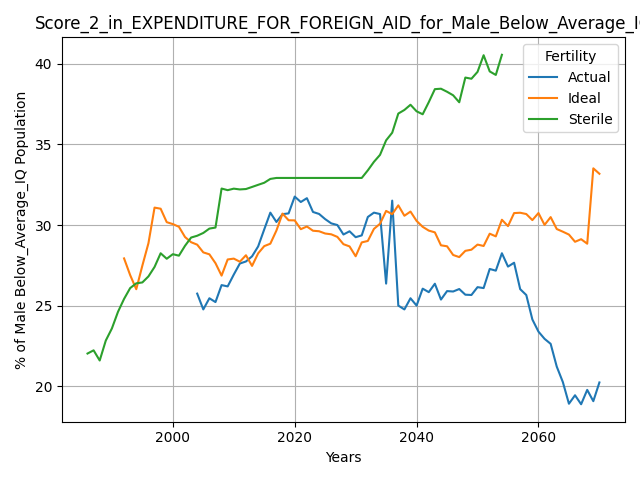 Score_2_in_EXPENDITURE_FOR_FOREIGN_AID_for_Male_Below_Average_I
Fertility
Actual
Ideal
Sterile
% of Male Below_Average_IQ Population
40
35
30
25
20
2000
2020
2040
2060
Years